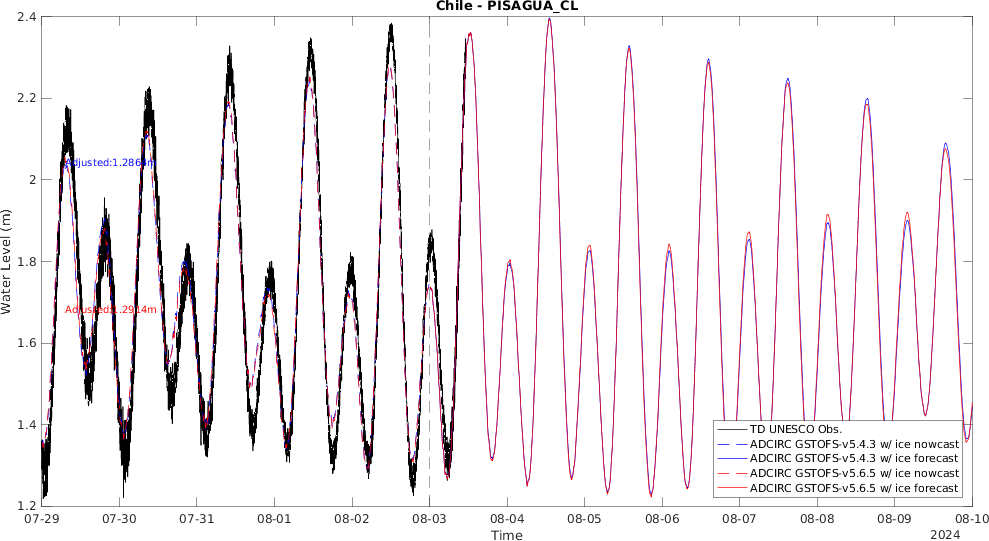 Chile - PISAGUA_CL
2.4
2.2
2
1.8
1.6
1.4
1.2
Water Level (m)
Adjusted:1.2864m
Adjusted:1.2914m
TD UNESCO Obs.
ADCIRC GSTOFS-v5.4.3 w/ ice nowcast
ADCIRC GSTOFS-v5.4.3 w/ ice forecast
ADCIRC GSTOFS-v5.6.5 w/ ice nowcast
ADCIRC GSTOFS-v5.6.5 w/ ice forecast
07-29 07-30 07-31 08-01 08-02 08-03 08-04 08-05 08-06 08-07 08-08 08-09 08-10
Time
2024